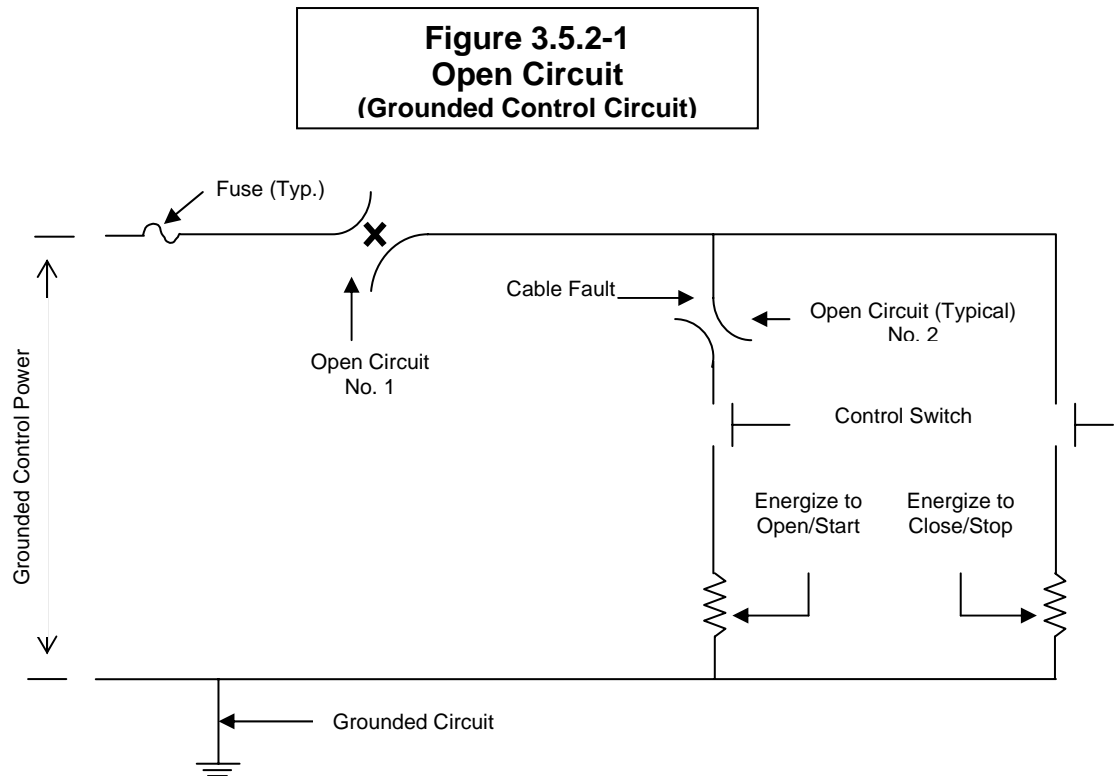 Figure 3.5.2-1
Open Circuit
(Grounded Control Circuit)
Fuse (Typ.)
Cable Fault
Open Circuit (Typical)
No. 2
Open Circuit
No. 1
Grounded Control Power
Control Switch
Energize to
Open/Start
Energize to
Close/Stop
Grounded Circuit